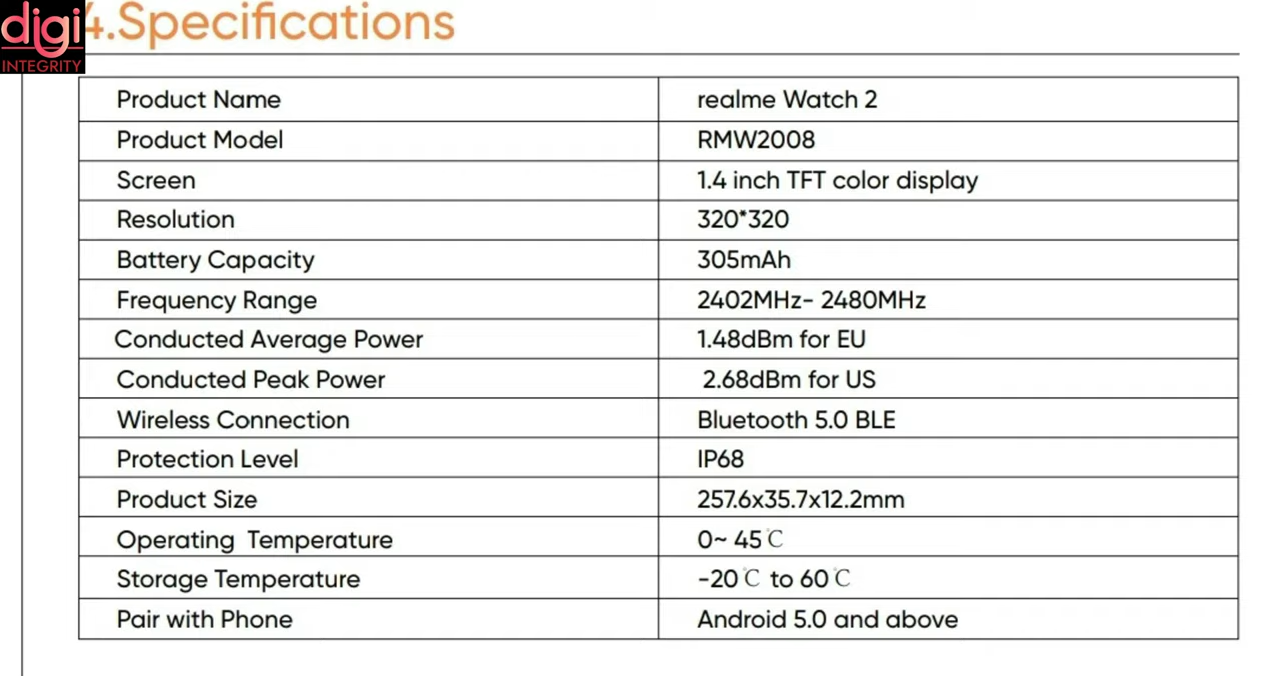 digi
INTEGRITY
4.Specifications
Product Name realme Watch 2
Product Model RMW2008
Screen 1.4 inch TFT color display
Resolution 320*320
Battery Capacity 305mAh
Frequency Range 2402MHz- 2480MHz
Conducted Average Power 1.48dBm for EU
Conducted Peak Power 2.68dBm for US
Wireless Connection Bluetooth 5.0 BLE
Protection Level IP68
Product Size 257.6x35.7x12.2mm
Operating Temperature 0~ 45℃
Storage Temperature -20℃ to 60℃
Pair with Phone Android 5.0 and above